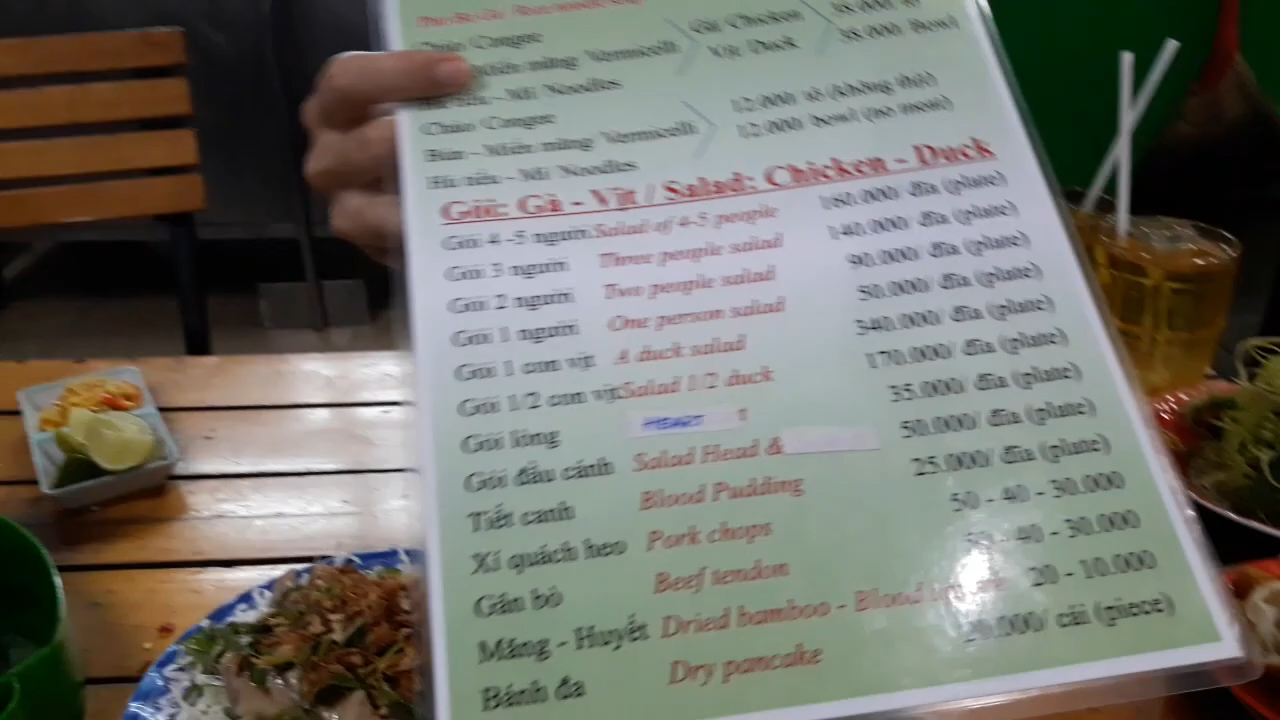 Cháo Congee
Miến măng Vermicelli
Gà Chicken
Vịt Duck
38.000 Bowl
Hủ tiếu - Mì Noodles
Cháo Congee
Bún - Miến măng Vermicelli
Hủ tiếu - Mì Noodles
12.000 tô (không thịt)
12.000 bowl (no meat)
Gỏi: Gà - Vịt / Salad: Chicken - Duck
Gỏi 4 -5 người Salad of 4-5 people 180.000/ đĩa (plate)
Gỏi 3 người Three people salad 140.000/ đĩa (plate)
Gỏi 2 người Two people salad 90.000/ đĩa (plate)
Gỏi 1 người One person salad 50.000/ đĩa (plate)
Gỏi 1 con vịt A duck salad 340.000/ đĩa (plate)
Gỏi 1/2 con vịt Salad 1/2 duck 170.000/ đĩa (plate)
Gỏi lòng HEART 35.000/ đĩa (plate)
Gỏi đầu cánh Salad Head & 50.000/ đĩa (plate)
Tiết canh Blood Pudding 25.000/ đĩa (plate)
Xí quách heo Pork chops 50 - 40 - 30.000
Gân bò Beef tendon 50 - 40 - 30.000
Măng - Huyết Dried bamboo - Blood 20 - 10.000
Bánh đa Dry pancake 20.000/ cái (piece)